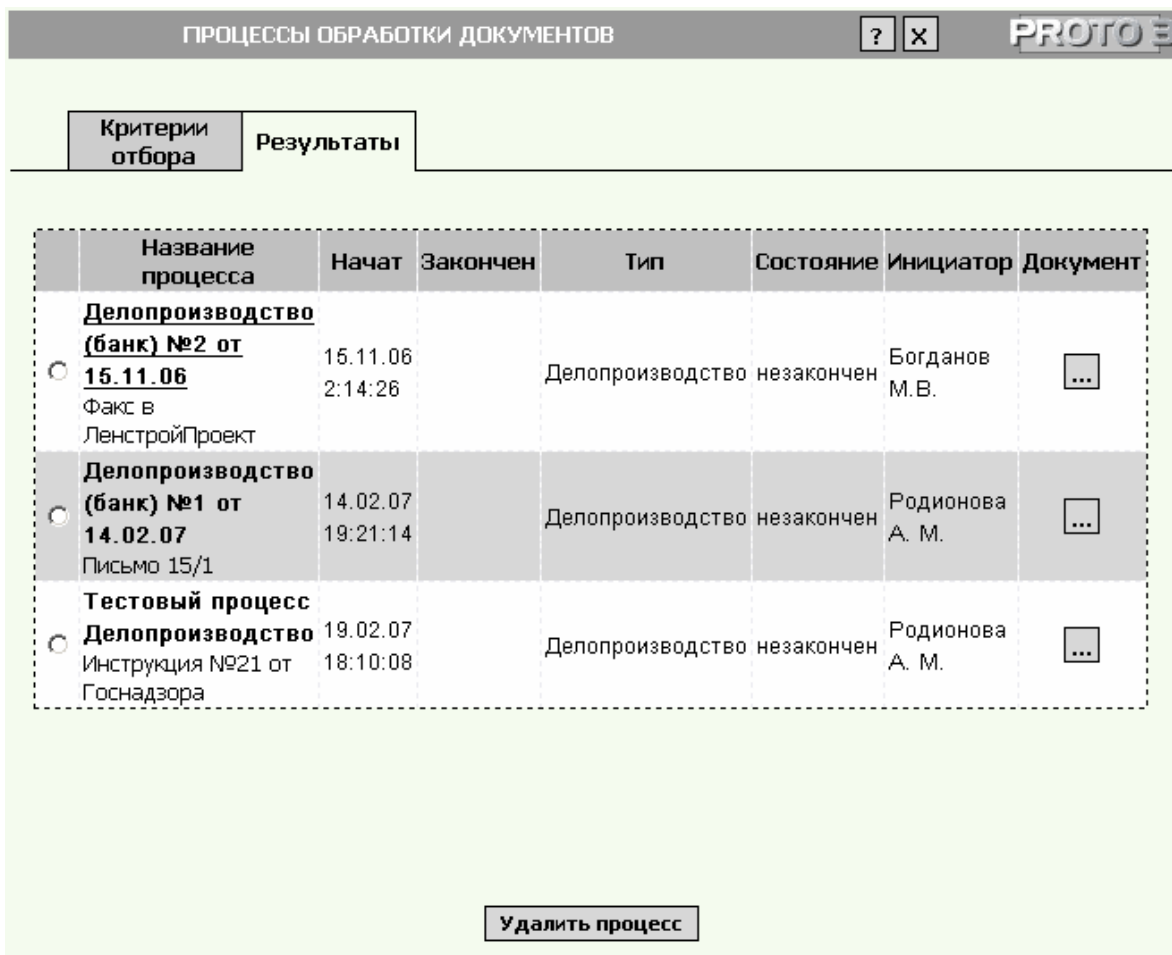 ПРОЦЕССЫ ОБРАБОТКИ ДОКУМЕНТОВ ? X PROTO
Критерии
отбора
Результаты
Название
процесса
Начат Закончен Тип Состояние Инициатор Документ
Делопроизводство
(банк) №2 от
15.11.06
Факс в
ЛенстройПроект
15.11.06
2:14:26
Делопроизводство незакончен
Богданов
М.В.
...
Делопроизводство
(банк) №1 от
14.02.07
Письмо 15/1
14.02.07
19:21:14
Делопроизводство незакончен
Родионова
А. М.
...
Тестовый процесс
Делопроизводство
Инструкция №21 от
Госнадзора
19.02.07
18:10:08
Делопроизводство незакончен
Родионова
А. М.
...
Удалить процесс